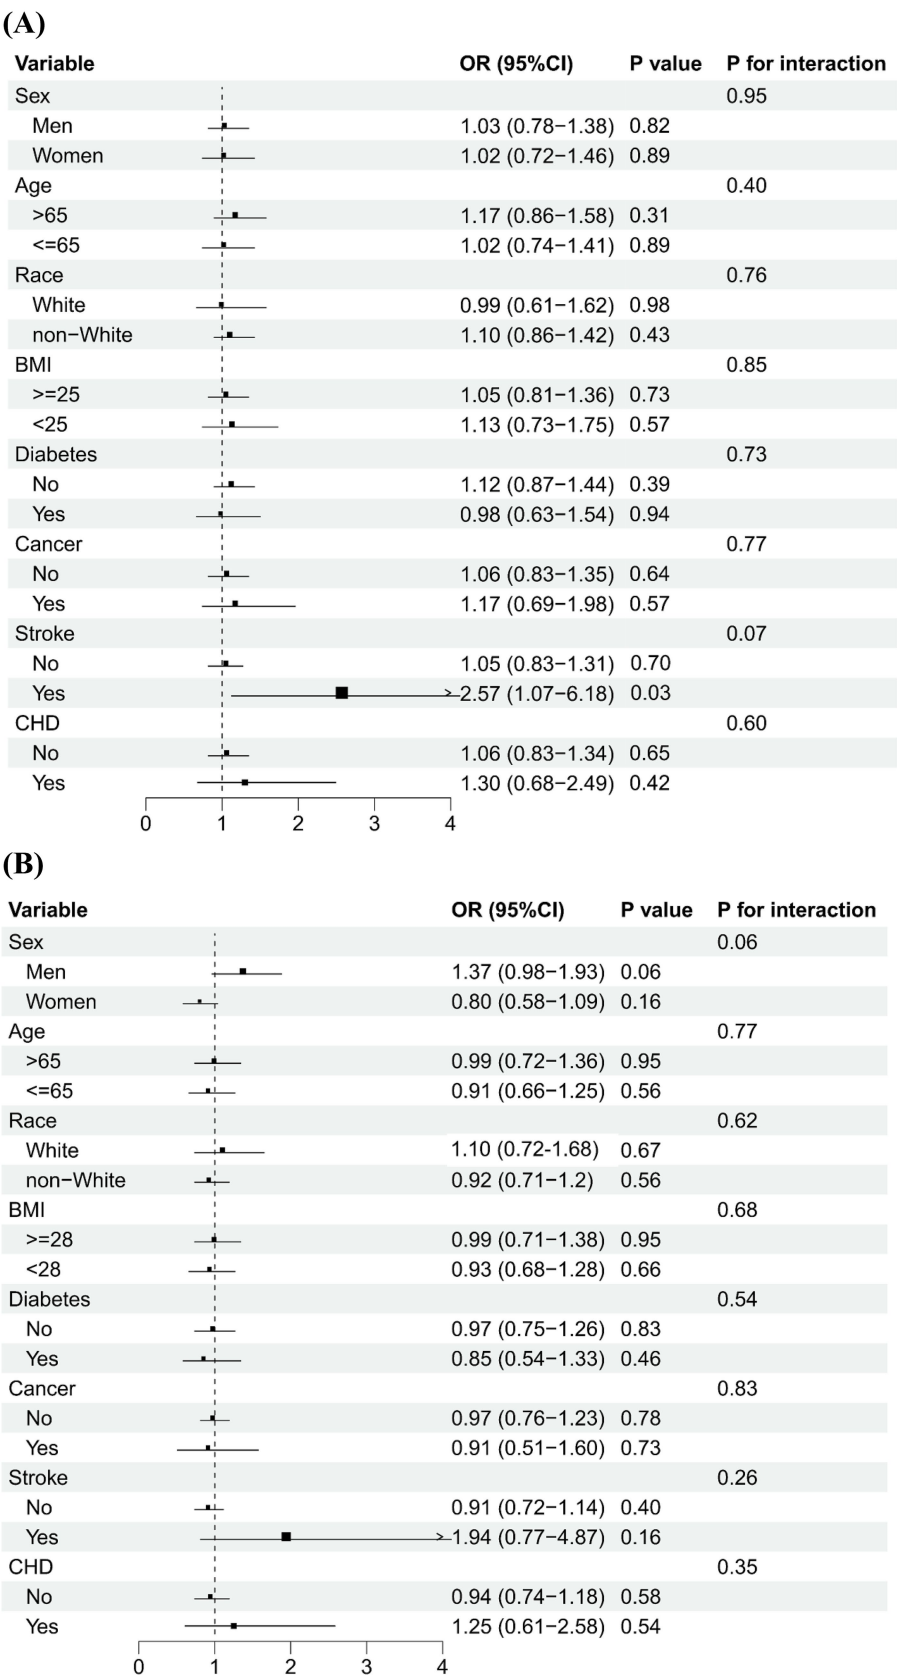 (A)
Variable OR (95%CI) P value P for interaction
Sex 0.95
Men 1.03 (0.78−1.38) 0.82
Women 1.02 (0.72−1.46) 0.89
Age 0.40
>65 1.17 (0.86−1.58) 0.31
<=65 1.02 (0.74−1.41) 0.89
Race 0.76
White 0.99 (0.61−1.62) 0.98
non−White 1.10 (0.86−1.42) 0.43
BMI 0.85
>=25 1.05 (0.81−1.36) 0.73
<25 1.13 (0.73−1.75) 0.57
Diabetes 0.73
No 1.12 (0.87−1.44) 0.39
Yes 0.98 (0.63−1.54) 0.94
Cancer 0.77
No 1.06 (0.83−1.35) 0.64
Yes 1.17 (0.69−1.98) 0.57
Stroke 0.07
No 1.05 (0.83−1.31) 0.70
Yes 2.57 (1.07−6.18) 0.03
CHD 0.60
No 1.06 (0.83−1.34) 0.65
Yes 1.30 (0.68−2.49) 0.42
0 1 2 3 4
(B)
Variable OR (95%CI) P value P for interaction
Sex 0.06
Men 1.37 (0.98−1.93) 0.06
Women 0.80 (0.58−1.09) 0.16
Age 0.77
>65 0.99 (0.72−1.36) 0.95
<=65 0.91 (0.66−1.25) 0.56
Race 0.62
White 1.10 (0.72-1.68) 0.67
non−White 0.92 (0.71−1.2) 0.56
BMI 0.68
>=28 0.99 (0.71−1.38) 0.95
<28 0.93 (0.68−1.28) 0.66
Diabetes 0.54
No 0.97 (0.75−1.26) 0.83
Yes 0.85 (0.54−1.33) 0.46
Cancer 0.83
No 0.97 (0.76−1.23) 0.78
Yes 0.91 (0.51−1.60) 0.73
Stroke 0.26
No 0.91 (0.72−1.14) 0.40
Yes 1.94 (0.77−4.87) 0.16
CHD 0.35
No 0.94 (0.74−1.18) 0.58
Yes 1.25 (0.61−2.58) 0.54
0 1 2 3 4